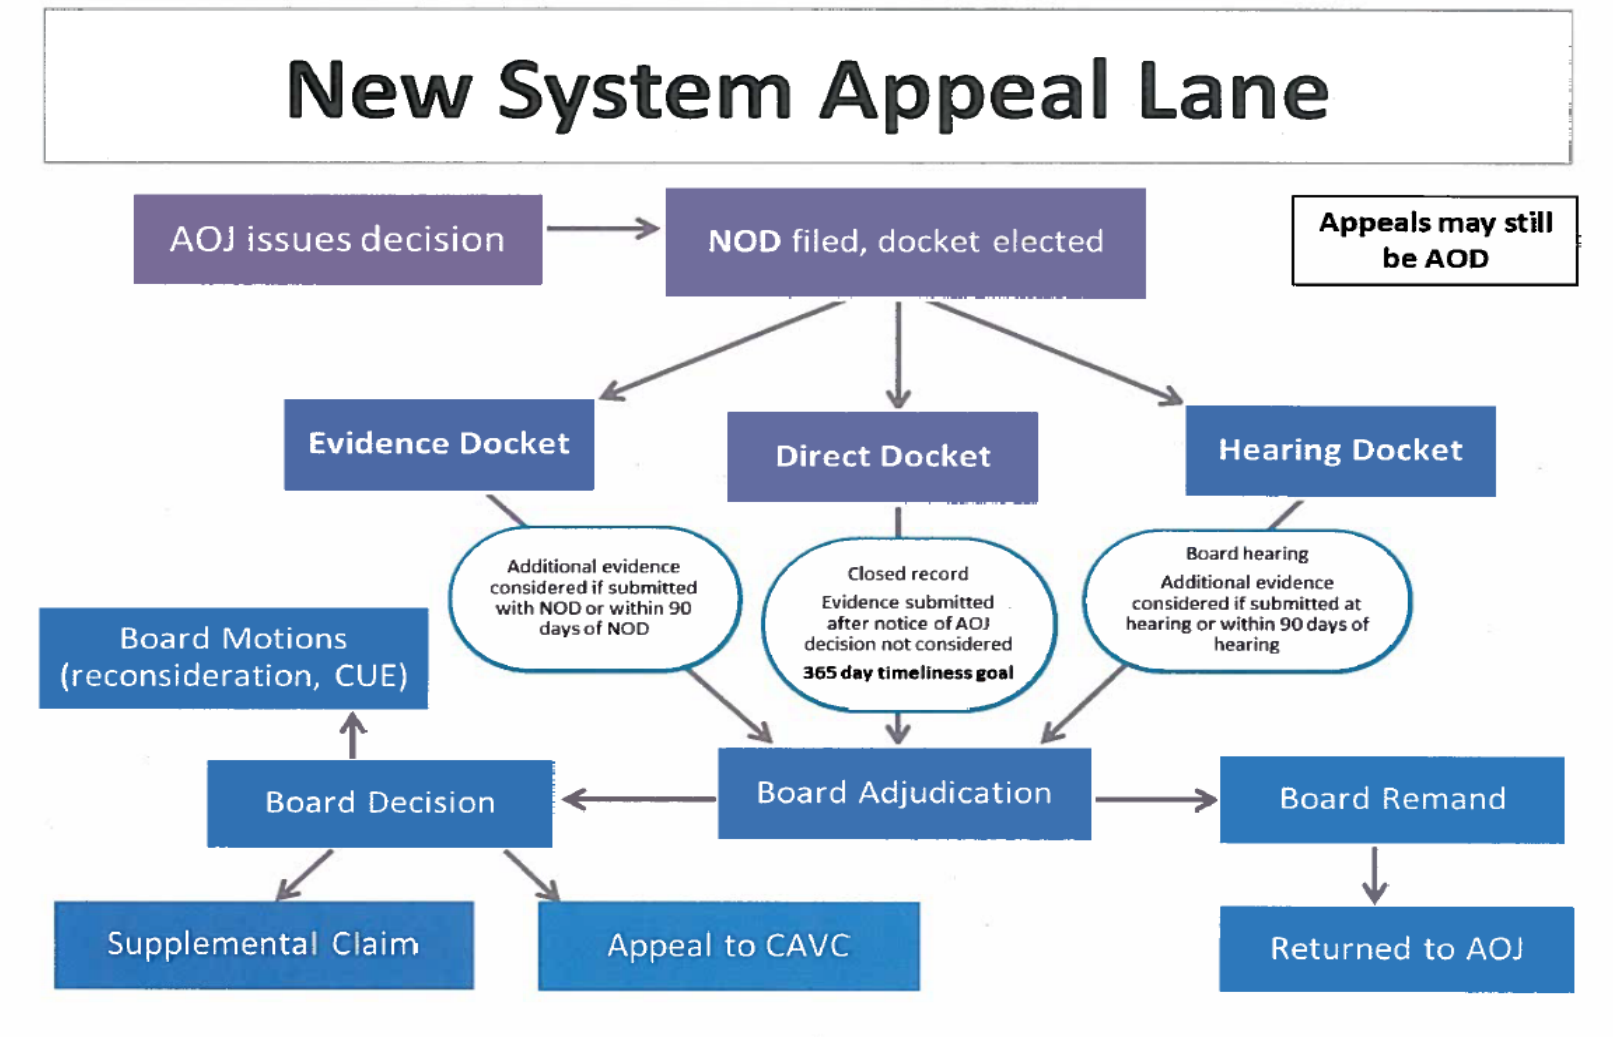 New System Appeal Lane
AOJ issues decision
NOD filed, docket elected
Appeals may still
be AOD
Evidence Docket
Direct Docket
Hearing Docket
Additional evidence
considered if submitted
with NOD or within 90
days of NOD
Closed record
Evidence submitted
after notice of AOJ
decision not considered
365 day timeliness goal
Board hearing
Additional evidence
considered if submitted at
hearing or within 90 days of
hearing
Board Motions
(reconsideration, CUE)
Board Decision
Board Adjudication
Board Remand
Supplemental Claim
Appeal to CAVC
Returned to AOJ